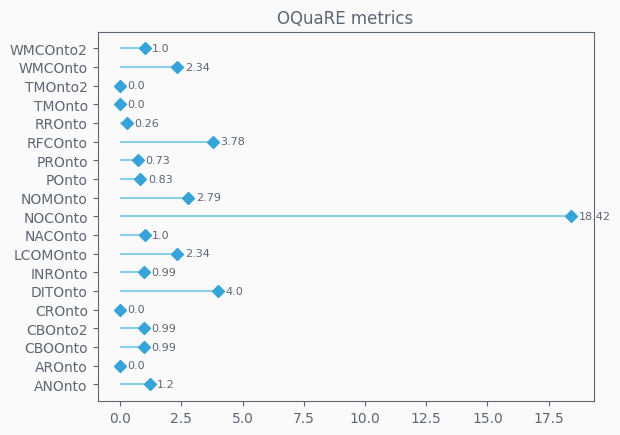 OQuaRE metrics
WMCOnto2 1.0
WMCOnto 2.34
TMOnto2 0.0
TMOnto 0.0
RROnto 0.26
RFCOnto 3.78
PROnto 0.73
POnto 0.83
NOMOnto 2.79
NOCOnto 18.42
NACOnto 1.0
LCOMOnto 2.34
INROnto 0.99
DITOnto 4.0
CROnto 0.0
CBOnto2 0.99
CBOOnto 0.99
AROnto 0.0
ANOnto 1.2
0.0 2.5 5.0 7.5 10.0 12.5 15.0 17.5